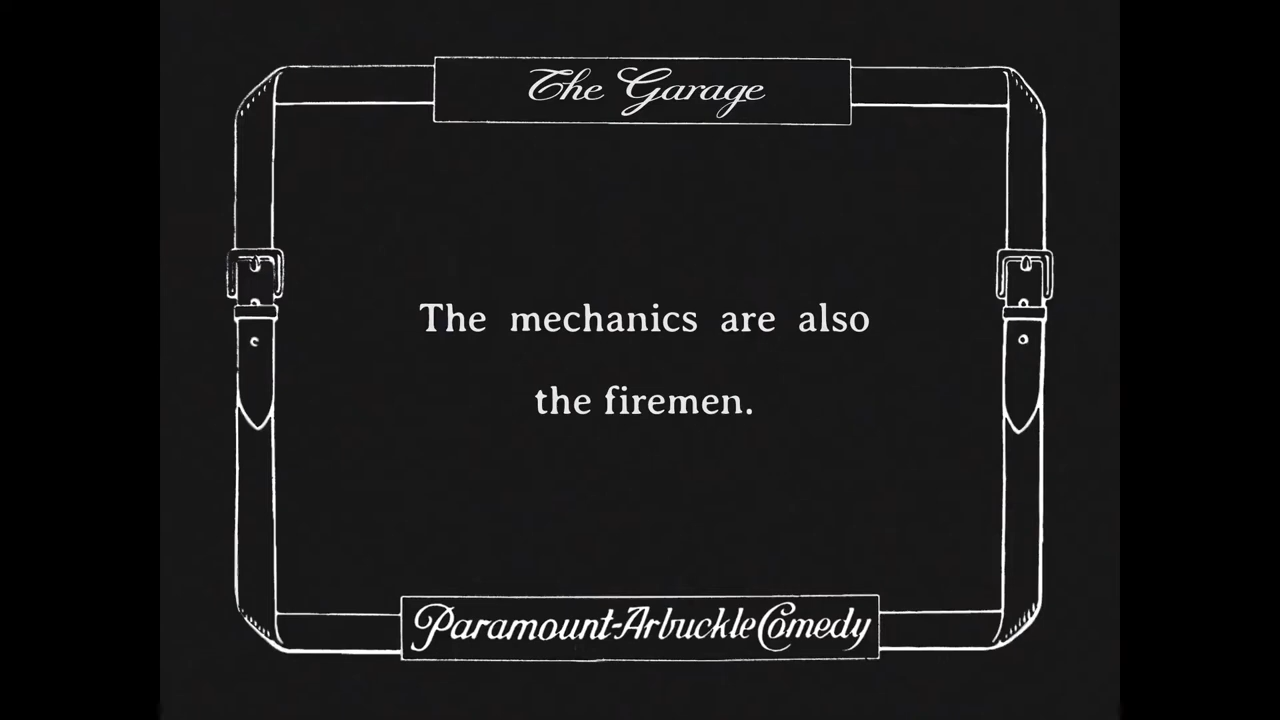 The Garage
The mechanics are also
the firemen.
Paramount-Arbuckle Comedy